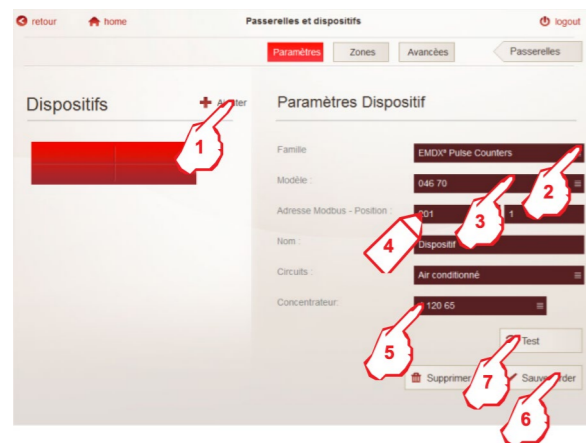 retour home Passerelles et dispositifs logout
Paramètres Zones Avancèes Passerelles
Dispositifs Paramètres Dispositif
1
Famille EMDX³ Pulse Counters
2
Modèle : 046 70
3
Adresse Modbus - Position : 001 1
4
Nom : Dispositif
Circuits : Air conditionné
Concentrateur: 120 65
5
Test
7
Supprimer
6